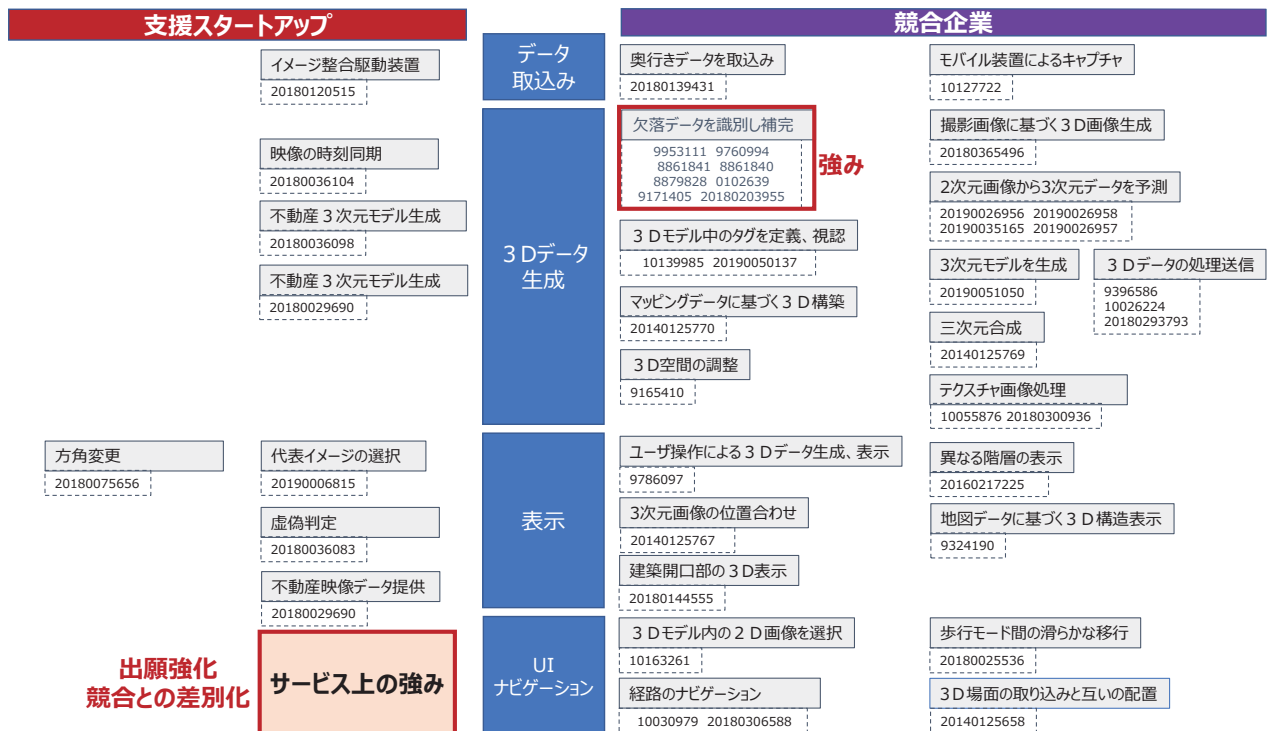 支援スタートアップ
競合企業
データ
取込み
イメージ整合駆動装置
20180120515
奥行きデータを取込み
20180139431
モバイル装置によるキャプチャ
10127722
3Dデータ
生成
映像の時刻同期
20180036104
不動産3次元モデル生成
20180036098
不動産3次元モデル生成
20180029690
欠落データを識別し補完
9953111 9760994
8861841 8861840
8879828 0102639
9171405 20180203955
強み
3Dモデル中のタグを定義、視認
10139985 20190050137
マッピングデータに基づく3D構築
20140125770
3D空間の調整
9165410
撮影画像に基づく3D画像生成
20180365496
2次元画像から3次元データを予測
20190026956 20190026958
20190035165 20190026957
3次元モデルを生成
20190051050
3Dデータの処理送信
9396586
10026224
20180293793
三次元合成
20140125769
テクスチャ画像処理
10055876 20180300936
表示
方角変更
20180075656
代表イメージの選択
20190006815
虚偽判定
20180036083
不動産映像データ提供
20180029690
ユーザ操作による3Dデータ生成、表示
9786097
3次元画像の位置合わせ
20140125767
建築開口部の3D表示
20180144555
異なる階層の表示
20160217225
地図データに基づく3D構造表示
9324190
UI
ナビゲーション
出願強化
競合との差別化
サービス上の強み
3Dモデル内の2D画像を選択
10163261
経路のナビゲーション
10030979 20180306588
歩行モード間の滑らかな移行
20180025536
3D場面の取り込みと互いの配置
20140125658